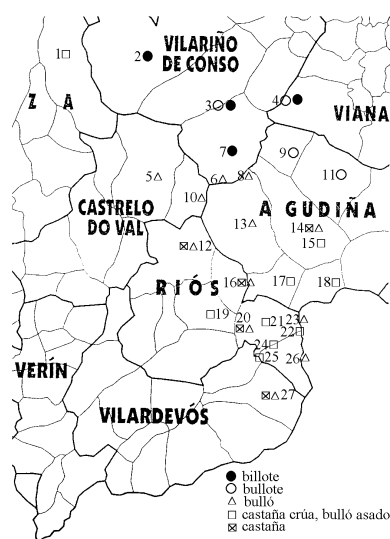 VILARIÑO
DE CONSO
1
2
3
4
Z A
VIANA
7
9
5
6
8
11
10
CASTRELO
DO VAL
A GUDIÑA
13
14
12
15
RIÓS
16
17
18
19
20
21
23
22
24
25
26
VERÍN
27
VILARDEVÓS
billote
bullote
bulló
castaña crúa, bulló asado
castaña